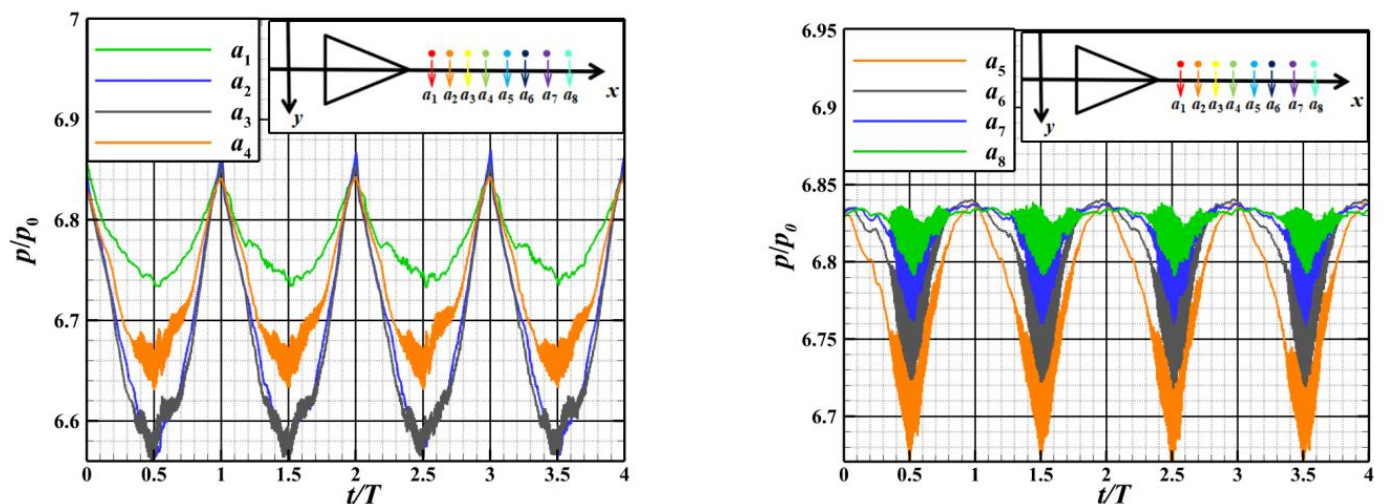 7
6.9
6.8
6.7
6.6
p/p0
0 0.5 1 1.5 2 2.5 3 3.5 4
t/T
a1
a2
a3
a4
a1 a2 a3 a4 a5 a6 a7 a8
x
y
6.95
6.9
6.85
6.8
6.75
6.7
p/p0
0 0.5 1 1.5 2 2.5 3 3.5 4
t/T
a5
a6
a7
a8
a1 a2 a3 a4 a5 a6 a7 a8
x
y